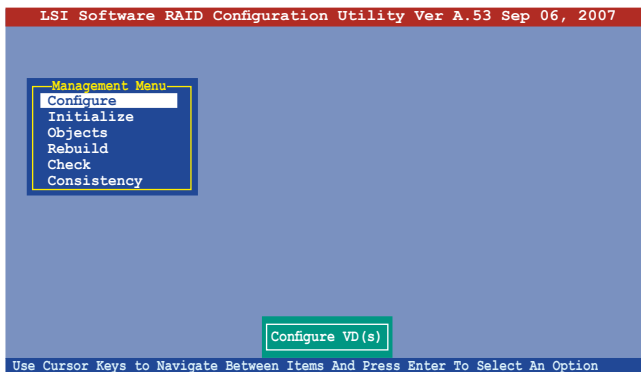 LSI Software RAID Configuration Utility Ver A.53 Sep 06, 2007
Management Menu
Configure
Initialize
Objects
Rebuild
Check
Consistency
Configure VD(s)
Use Cursor Keys to Navigate Between Items And Press Enter To Select An Option